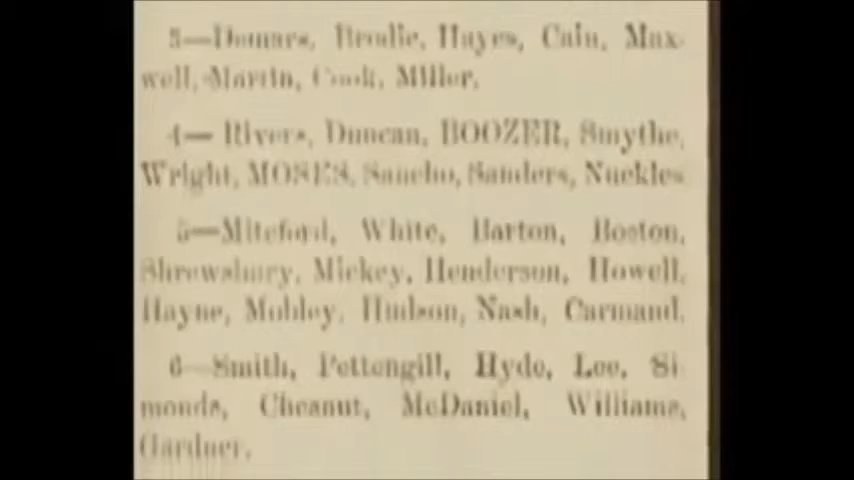 3—Demars, Brodie, Hayes, Cain, Max-
well, Martin, Cook, Miller.
4— Rivers, Duncan, BOOZER, Smythe,
Wright, MOSES, Sancho, Sanders, Nuckles
5—Miteford, White, Barton, Boston,
Shrewsbury, Mickey, Henderson, Howell,
Hayne, Mobley, Hudson, Nash, Carmand.
6—Smith, Pettengill, Hyde, Lee, Si
monds, Chesnut, McDaniel, Williams,
Gardner.